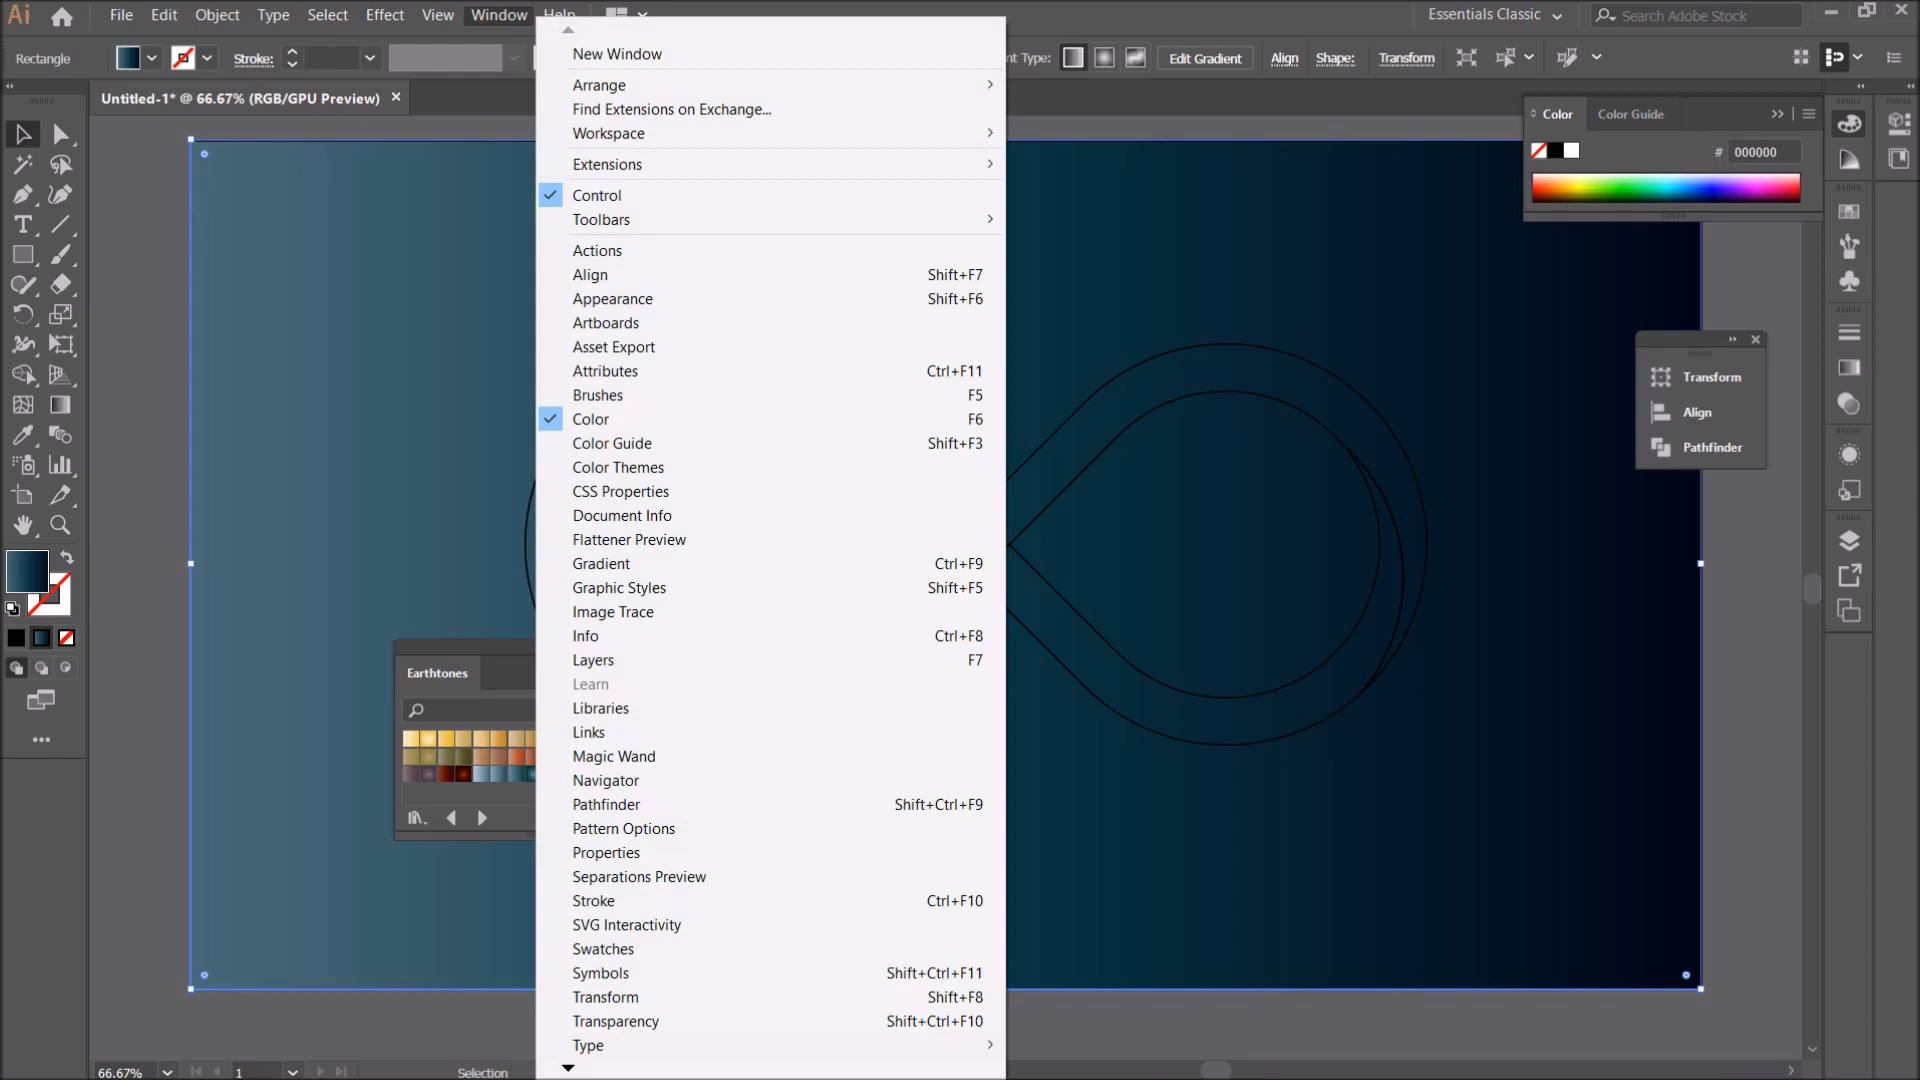 Ai File Edit Object Type Select Effect View Window Help
Essentials Classic Search Adobe Stock
Rectangle Stroke: Type: Edit Gradient Align Shape: Transform
Untitled-1* @ 66.67% (RGB/GPU Preview)
New Window
Arrange
Find Extensions on Exchange...
Workspace
Extensions
Control
Toolbars
Actions
Align Shift+F7
Appearance Shift+F6
Artboards
Asset Export
Attributes Ctrl+F11
Brushes F5
Color F6
Color Guide Shift+F3
Color Themes
CSS Properties
Document Info
Flattener Preview
Gradient Ctrl+F9
Graphic Styles Shift+F5
Image Trace
Info Ctrl+F8
Layers F7
Learn
Libraries
Links
Magic Wand
Navigator
Pathfinder Shift+Ctrl+F9
Pattern Options
Properties
Separations Preview
Stroke Ctrl+F10
SVG Interactivity
Swatches
Symbols Shift+Ctrl+F11
Transform Shift+F8
Transparency Shift+Ctrl+F10
Type
Color Color Guide
# 000000
Transform
Align
Pathfinder
Earthtones
66.67% 1 Selection